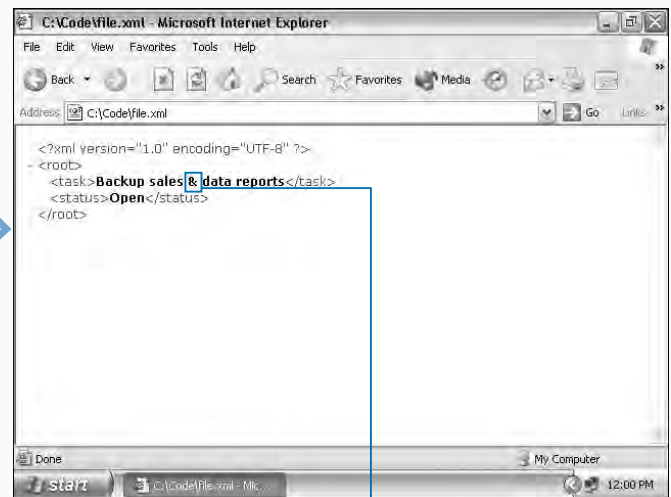 C:\Code\file.xml - Microsoft Internet Explorer
File Edit View Favorites Tools Help
Back Search Favorites Media
Address C:\Code\file.xml Go Links
<?xml version="1.0" encoding="UTF-8" ?>
- <root>
<task>Backup sales & data reports</task>
<status>Open</status>
</root>
Done My Computer
start C:\Code\file.xml - Mic... 12:00 PM